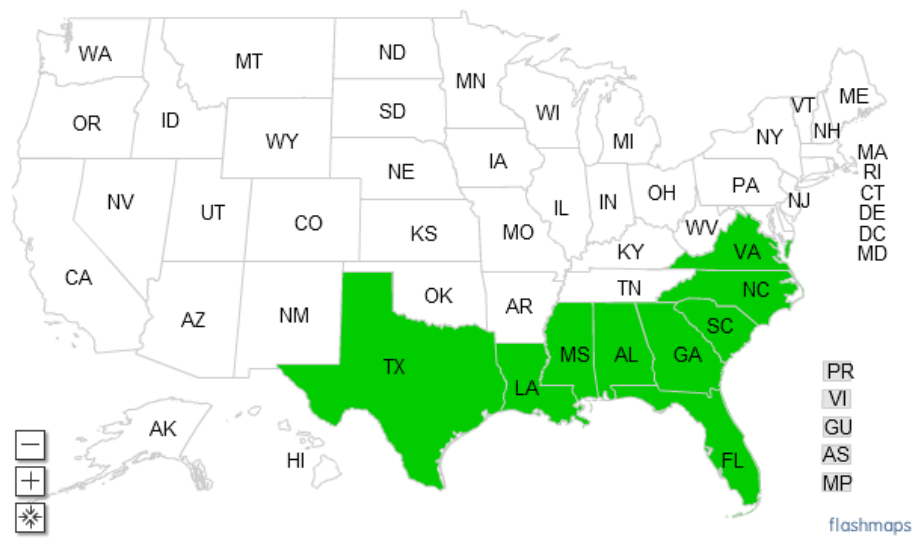 WA
MT
ND
MN
OR
ID
WY
SD
WI
MI
VT
ME
NH
NY
MA
RI
CT
DE
DC
MD
NV
UT
CO
NE
IA
IL
IN
OH
PA
NJ
CA
AZ
NM
KS
MO
KY
WV
VA
OK
AR
TN
NC
SC
TX
LA
MS
AL
GA
FL
AK
HI
PR
VI
GU
AS
MP
flashmaps